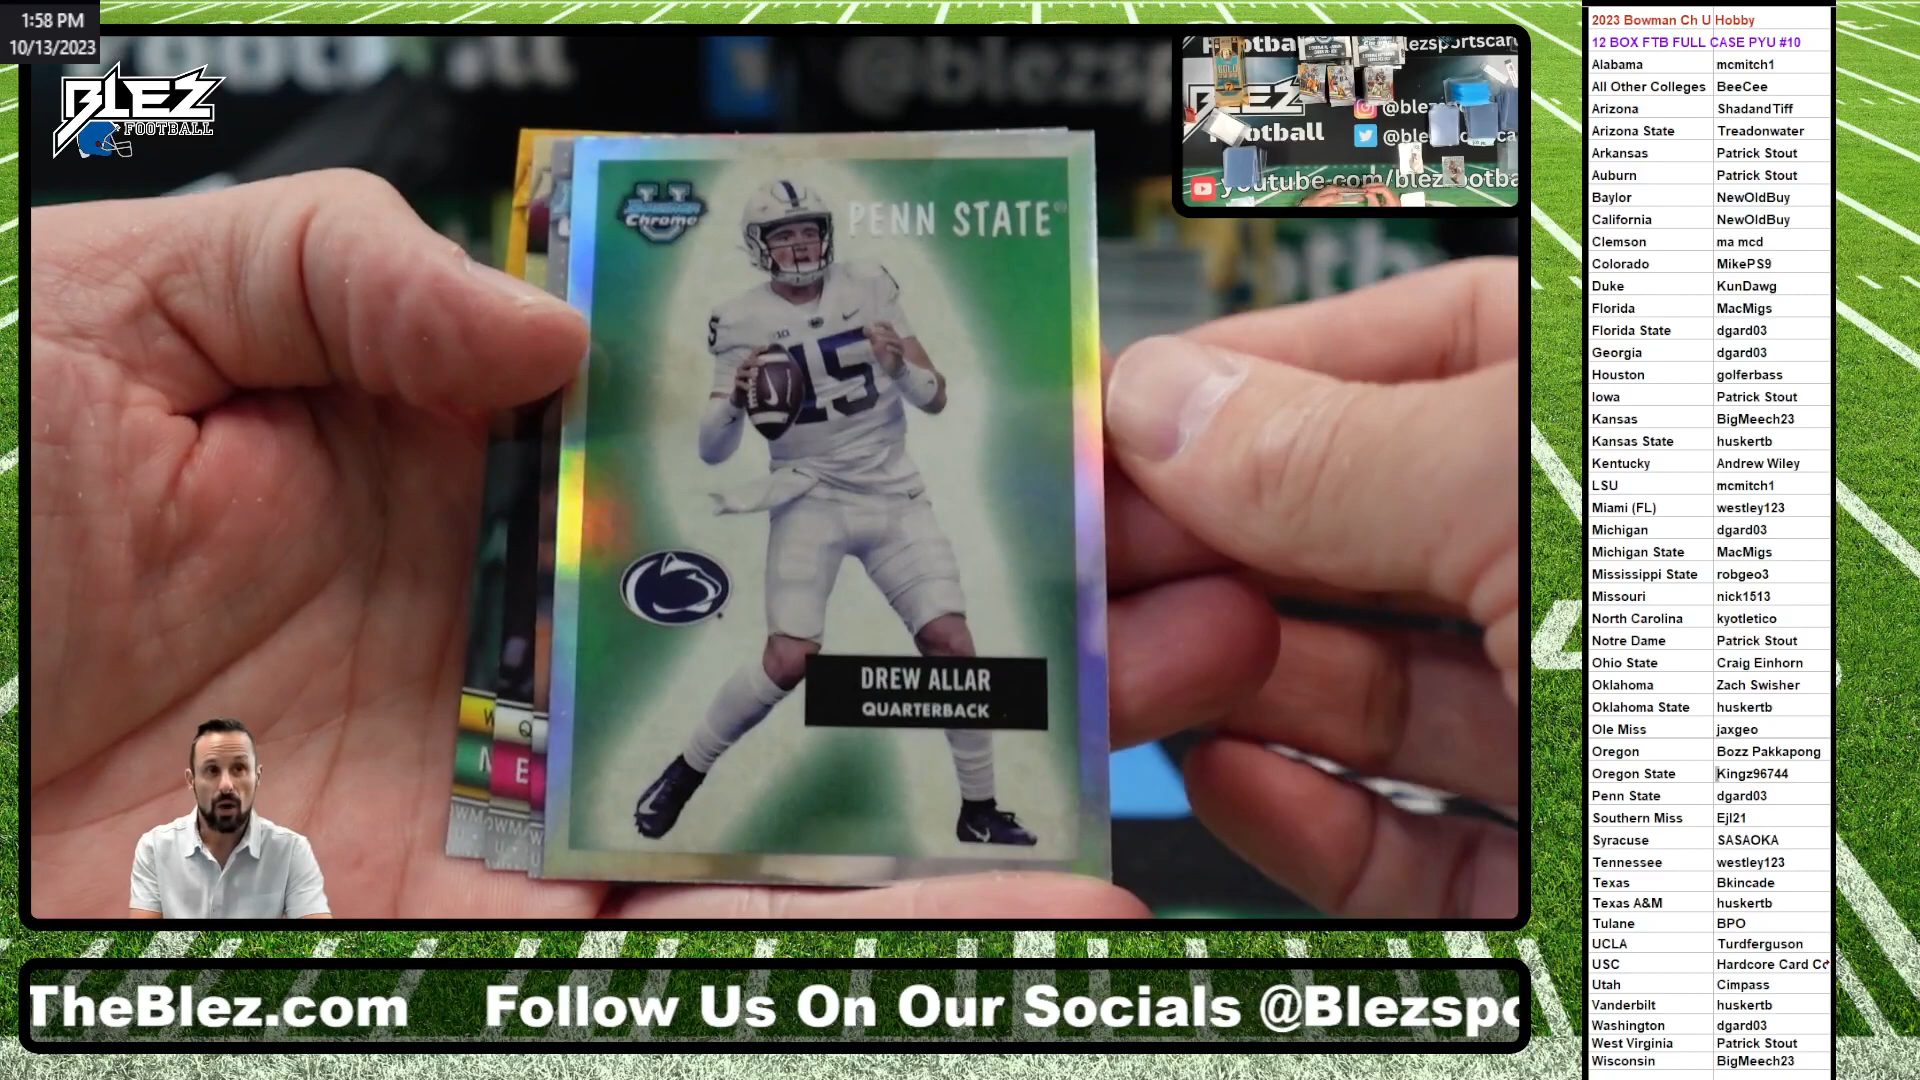 1:58 PM
10/13/2023
BLEZ
FOOTBALL
Bowman
Chrome
PENN STATE
15
DREW ALLAR
QUARTERBACK
BLEZ
@blez
ootball
@ble
youtube.com/blezfootba
TheBlez.com Follow Us On Our Socials @Blezspo
2023 Bowman Ch U Hobby
12 BOX FTB FULL CASE PYU #10
Alabama mcmitch1
All Other Colleges BeeCee
Arizona ShadandTiff
Arizona State Treadonwater
Arkansas Patrick Stout
Auburn Patrick Stout
Baylor NewOldBuy
California NewOldBuy
Clemson ma mcd
Colorado MikePS9
Duke KunDawg
Florida MacMigs
Florida State dgard03
Georgia dgard03
Houston golferbass
Iowa Patrick Stout
Kansas BigMeech23
Kansas State huskertb
Kentucky Andrew Wiley
LSU mcmitch1
Miami (FL) westley123
Michigan dgard03
Michigan State MacMigs
Mississippi State robgeo3
Missouri nick1513
North Carolina kyotletico
Notre Dame Patrick Stout
Ohio State Craig Einhorn
Oklahoma Zach Swisher
Oklahoma State huskertb
Ole Miss jaxgeo
Oregon Bozz Pakkapong
Oregon State Kingz96744
Penn State dgard03
Southern Miss Ejl21
Syracuse SASAOKA
Tennessee westley123
Texas Bkincade
Texas A&M huskertb
Tulane BPO
UCLA Turdferguson
USC Hardcore Card Cc
Utah Cimpass
Vanderbilt huskertb
Washington dgard03
West Virginia Patrick Stout
Wisconsin BigMeech23